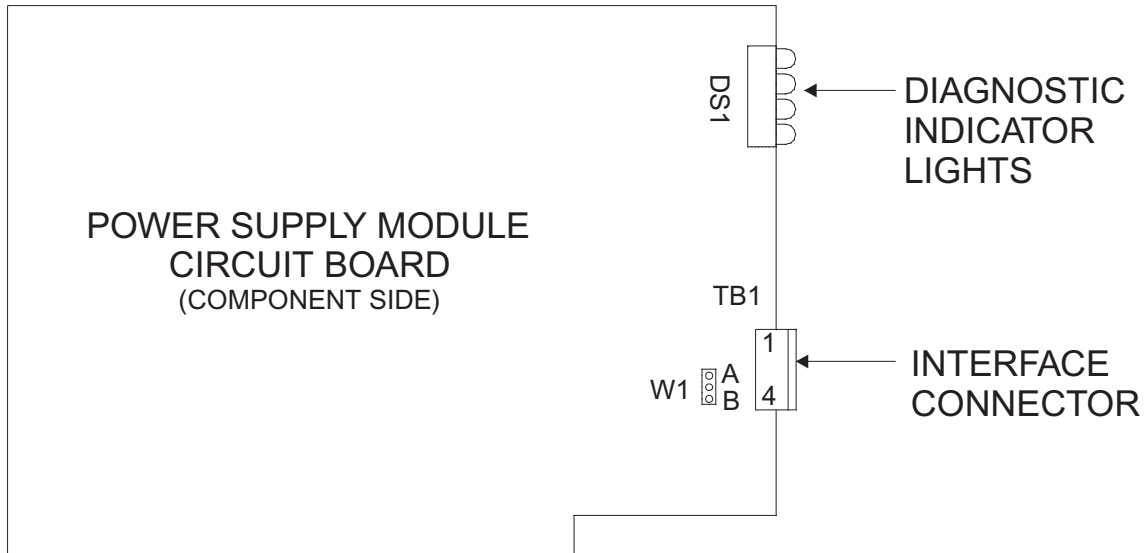 DS1
DIAGNOSTIC
INDICATOR
LIGHTS
POWER SUPPLY MODULE
CIRCUIT BOARD
(COMPONENT SIDE)
TB1
1
4
W1
A
B
INTERFACE
CONNECTOR